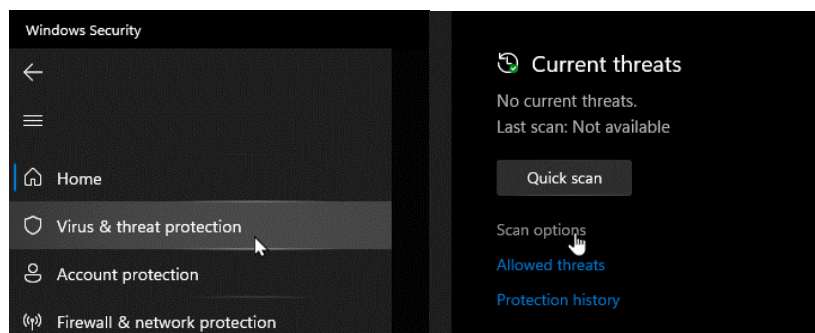 Windows Security
Home
Virus & threat protection
Account protection
Firewall & network protection
Current threats
No current threats.
Last scan: Not available
Quick scan
Scan options
Allowed threats
Protection history